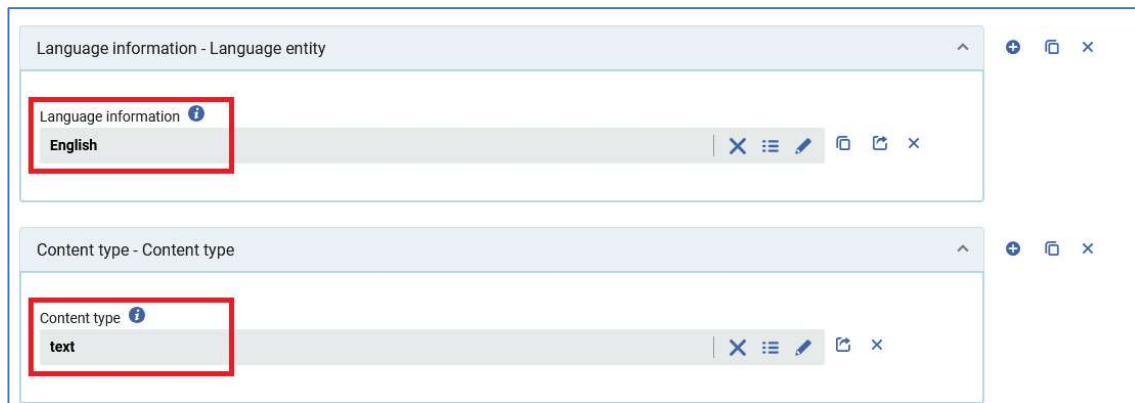 Language information - Language entity
Language information
English
Content type - Content type
Content type
text